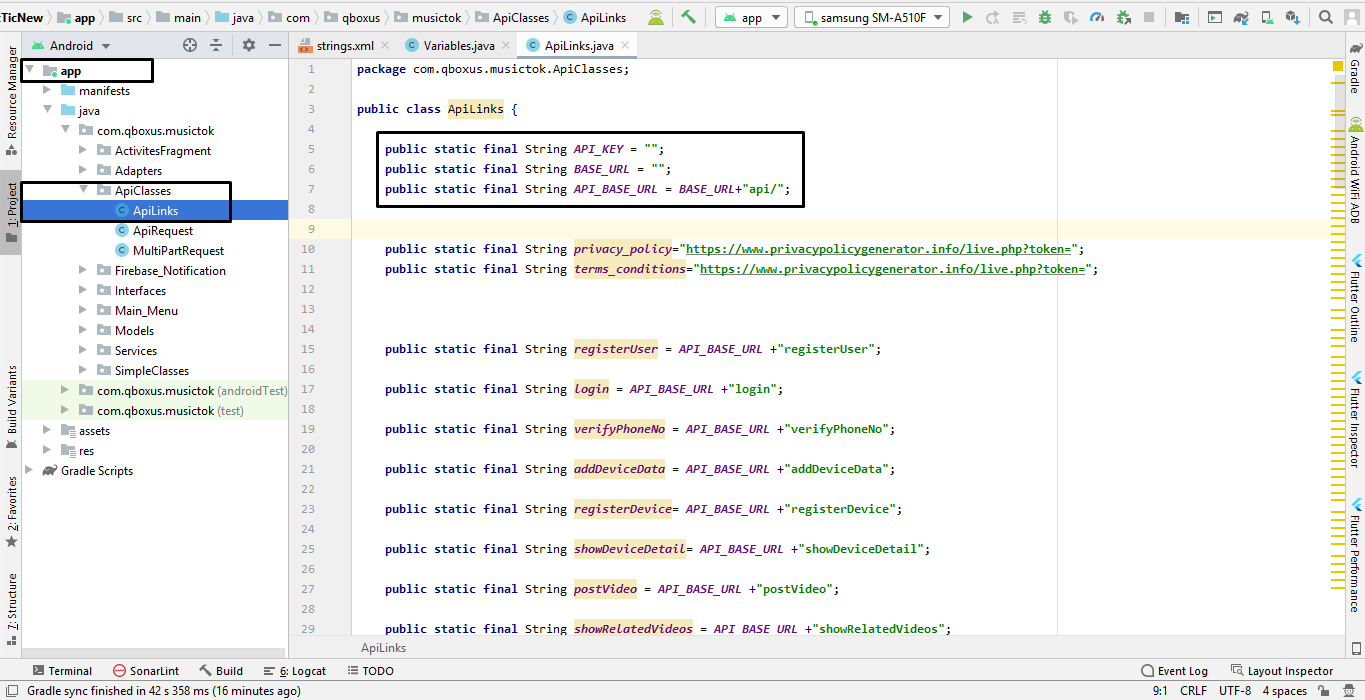 TicNew app src main java com qboxus musictok ApiClasses ApiLinks app samsung SM-A510F
Android strings.xml Variables.java ApiLinks.java
Resource Manager
1: Project
Build Variants
2: Favorites
7: Structure
app
manifests
java
com.qboxus.musictok
ActivitesFragment
Adapters
ApiClasses
ApiLinks
ApiRequest
MultiPartRequest
Firebase_Notification
Interfaces
Main_Menu
Models
Services
SimpleClasses
com.qboxus.musictok (androidTest)
com.qboxus.musictok (test)
assets
res
Gradle Scripts
1 package com.qboxus.musictok.ApiClasses;
2
3 public class ApiLinks {
4
5 public static final String API_KEY = "";
6 public static final String BASE_URL = "";
7 public static final String API_BASE_URL = BASE_URL+"api/";
8
9
10 public static final String privacy_policy="https://www.privacypolicygenerator.info/live.php?token=";
11 public static final String terms_conditions="https://www.privacypolicygenerator.info/live.php?token=";
12
13
14
15 public static final String registerUser = API_BASE_URL +"registerUser";
16
17 public static final String login = API_BASE_URL +"login";
18
19 public static final String verifyPhoneNo = API_BASE_URL +"verifyPhoneNo";
20
21 public static final String addDeviceData = API_BASE_URL +"addDeviceData";
22
23 public static final String registerDevice= API_BASE_URL +"registerDevice";
24
25 public static final String showDeviceDetail= API_BASE_URL +"showDeviceDetail";
26
27 public static final String postVideo = API_BASE_URL +"postVideo";
28
29 public static final String showRelatedVideos = API_BASE_URL +"showRelatedVideos";
ApiLinks
Gradle
Android WiFi ADB
Flutter Outline
Flutter Inspector
Flutter Performance
Terminal SonarLint Build 6: Logcat TODO Event Log Layout Inspector
Gradle sync finished in 42 s 358 ms (16 minutes ago) 9:1 CRLF UTF-8 4 spaces